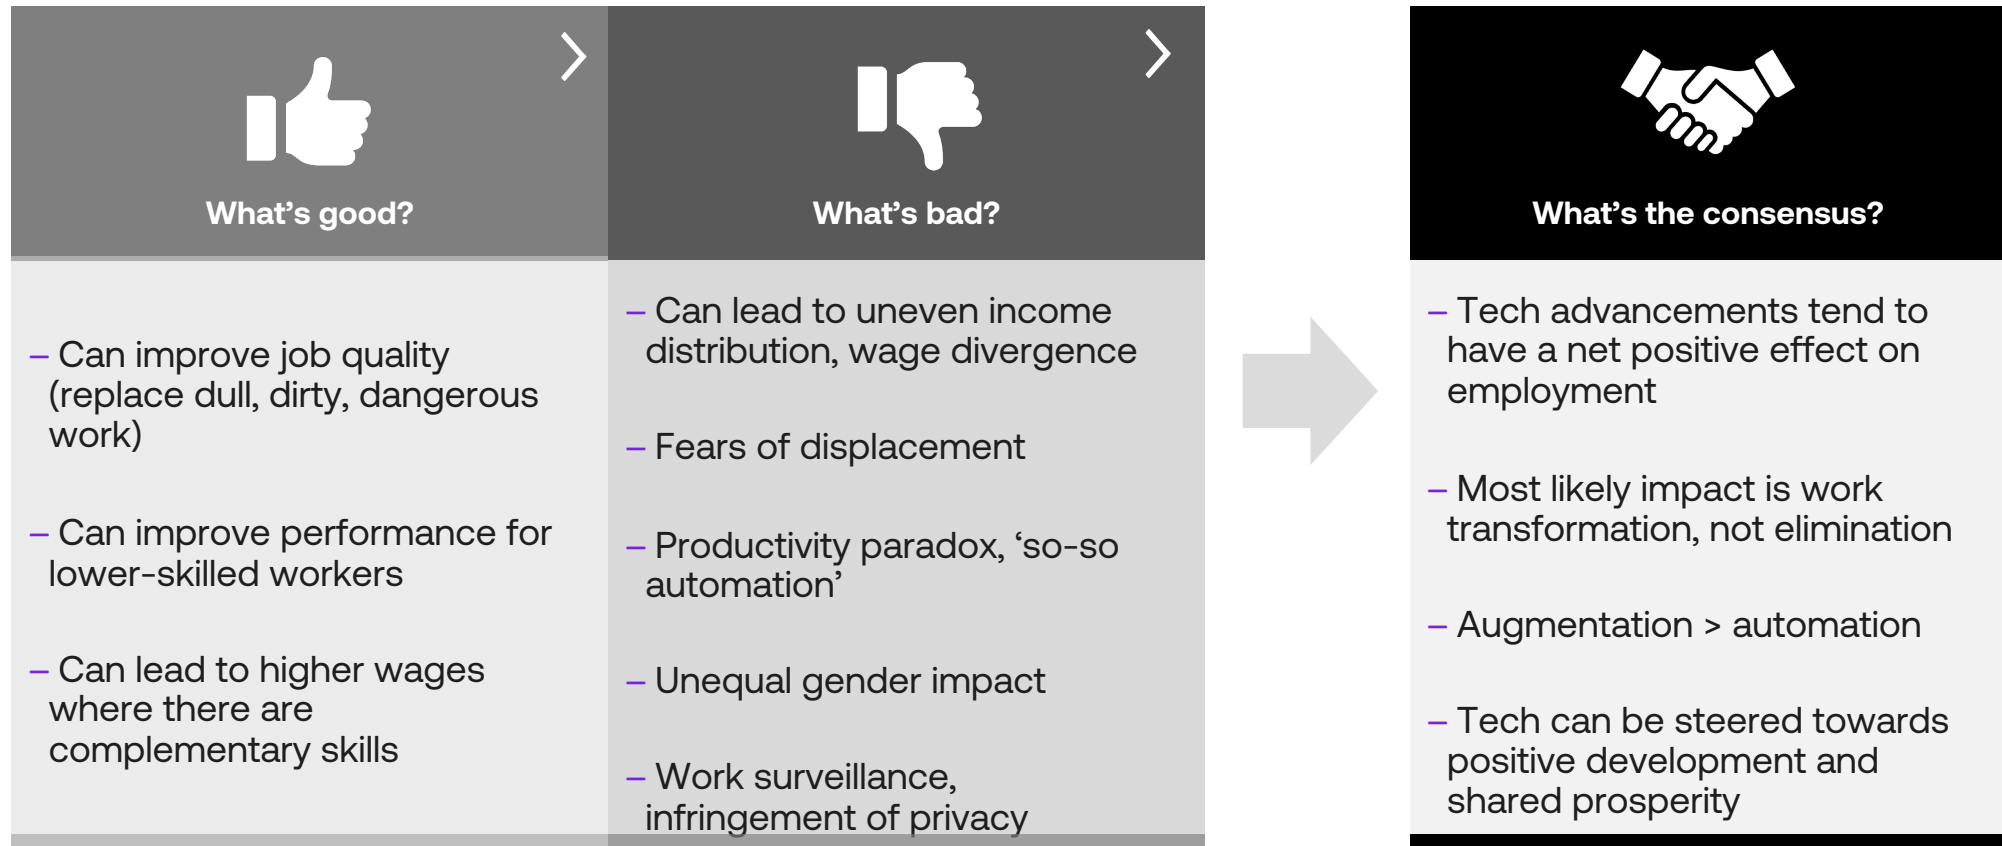 What’s good?
– Can improve job quality
(replace dull, dirty, dangerous
work)
– Can improve performance for
lower-skilled workers
– Can lead to higher wages
where there are
complementary skills
What’s bad?
– Can lead to uneven income
distribution, wage divergence
– Fears of displacement
– Productivity paradox, ‘so-so
automation’
– Unequal gender impact
– Work surveillance,
infringement of privacy
What’s the consensus?
– Tech advancements tend to
have a net positive effect on
employment
– Most likely impact is work
transformation, not elimination
– Augmentation > automation
– Tech can be steered towards
positive development and
shared prosperity